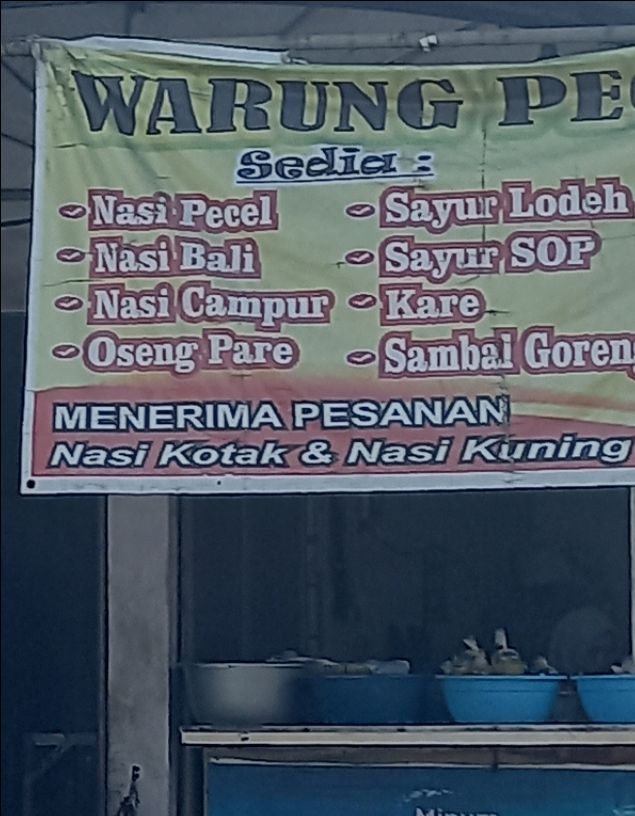 WARUNG PE
Sedia :
Nasi Pecel
Nasi Bali
Nasi Campur
Oseng Pare
Sayur Lodeh
Sayur SOP
Kare
Sambal Goreng
MENERIMA PESANAN
Nasi Kotak & Nasi Kuning